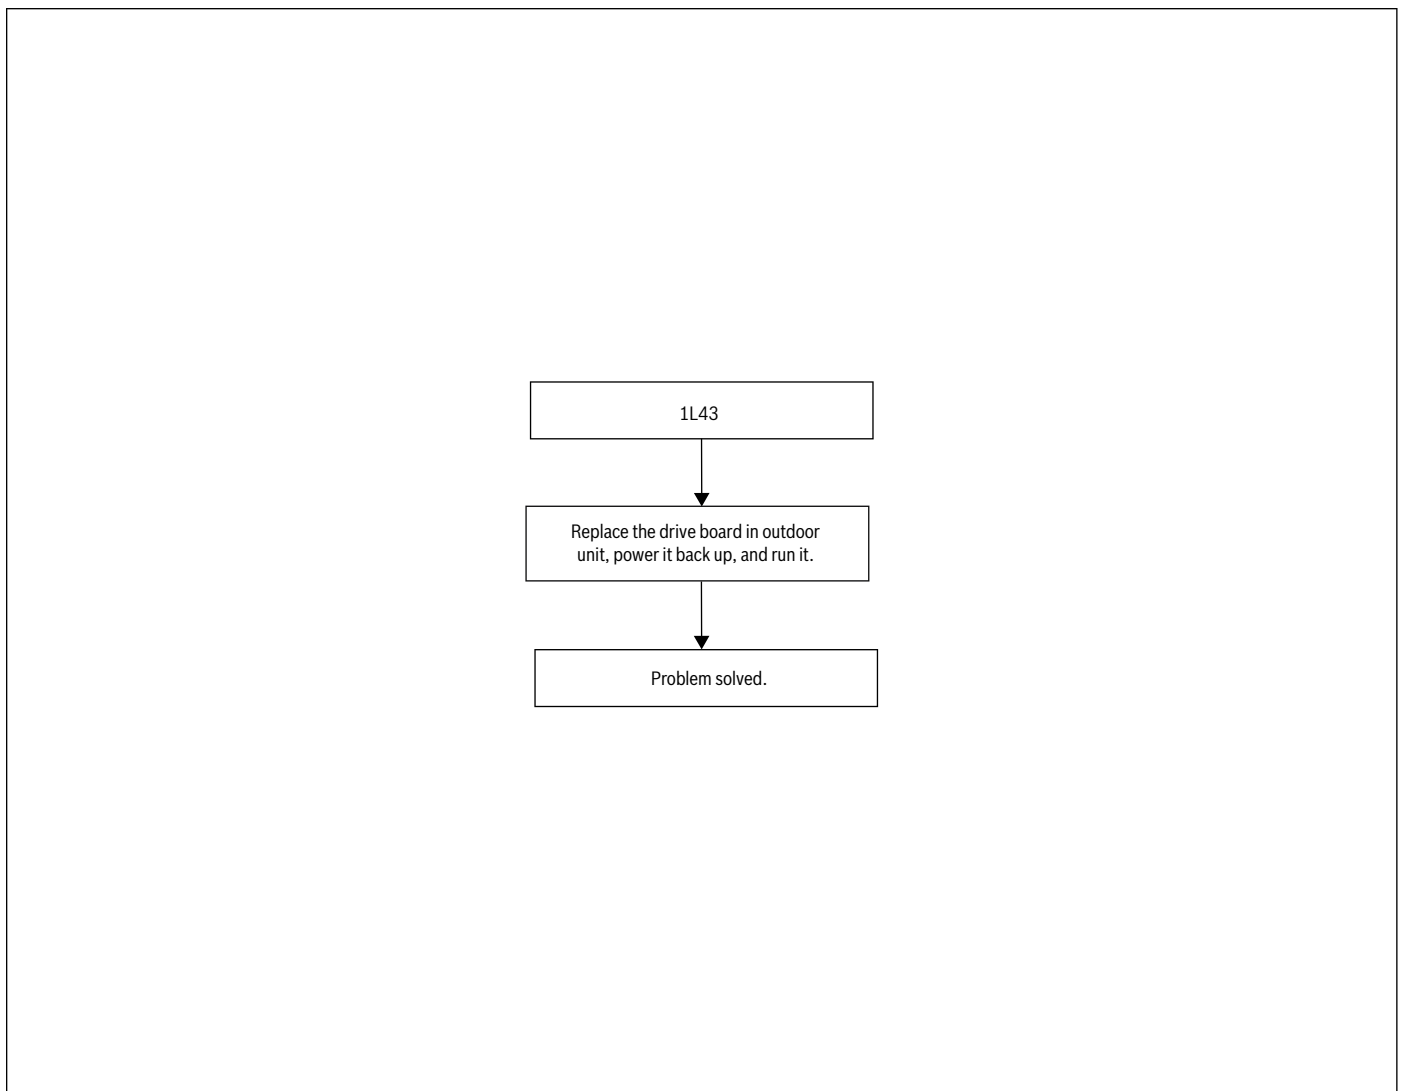 1L43
Replace the drive board in outdoor
unit, power it back up, and run it.
Problem solved.